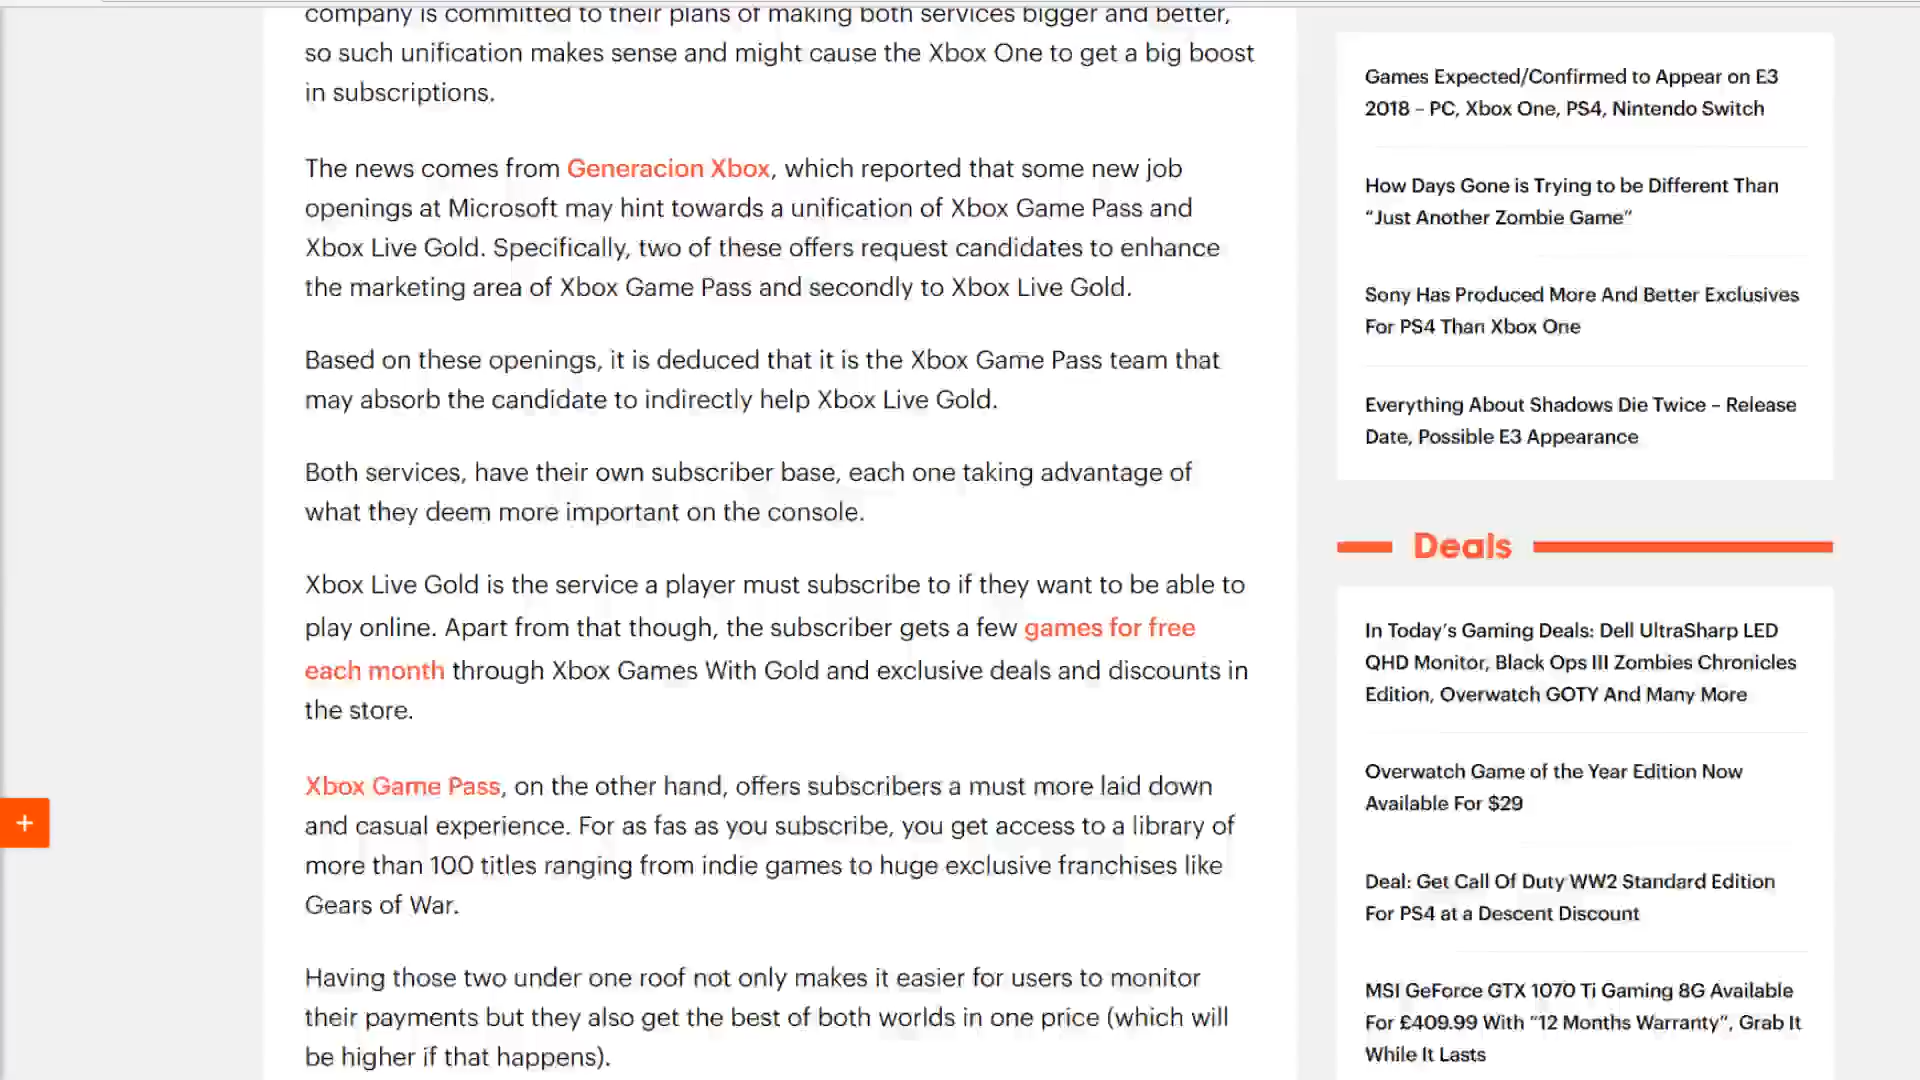 company is committed to their plans of making both services bigger and better,
so such unification makes sense and might cause the Xbox One to get a big boost
in subscriptions.
The news comes from Generacion Xbox, which reported that some new job
openings at Microsoft may hint towards a unification of Xbox Game Pass and
Xbox Live Gold. Specifically, two of these offers request candidates to enhance
the marketing area of Xbox Game Pass and secondly to Xbox Live Gold.
Based on these openings, it is deduced that it is the Xbox Game Pass team that
may absorb the candidate to indirectly help Xbox Live Gold.
Both services, have their own subscriber base, each one taking advantage of
what they deem more important on the console.
Xbox Live Gold is the service a player must subscribe to if they want to be able to
play online. Apart from that though, the subscriber gets a few games for free
each month through Xbox Games With Gold and exclusive deals and discounts in
the store.
Xbox Game Pass, on the other hand, offers subscribers a must more laid down
and casual experience. For as fas as you subscribe, you get access to a library of
more than 100 titles ranging from indie games to huge exclusive franchises like
Gears of War.
Having those two under one roof not only makes it easier for users to monitor
their payments but they also get the best of both worlds in one price (which will
be higher if that happens).
+
Games Expected/Confirmed to Appear on E3
2018 – PC, Xbox One, PS4, Nintendo Switch
How Days Gone is Trying to be Different Than
“Just Another Zombie Game”
Sony Has Produced More And Better Exclusives
For PS4 Than Xbox One
Everything About Shadows Die Twice – Release
Date, Possible E3 Appearance
Deals
In Today’s Gaming Deals: Dell UltraSharp LED
QHD Monitor, Black Ops III Zombies Chronicles
Edition, Overwatch GOTY And Many More
Overwatch Game of the Year Edition Now
Available For $29
Deal: Get Call Of Duty WW2 Standard Edition
For PS4 at a Descent Discount
MSI GeForce GTX 1070 Ti Gaming 8G Available
For £409.99 With “12 Months Warranty”, Grab It
While It Lasts